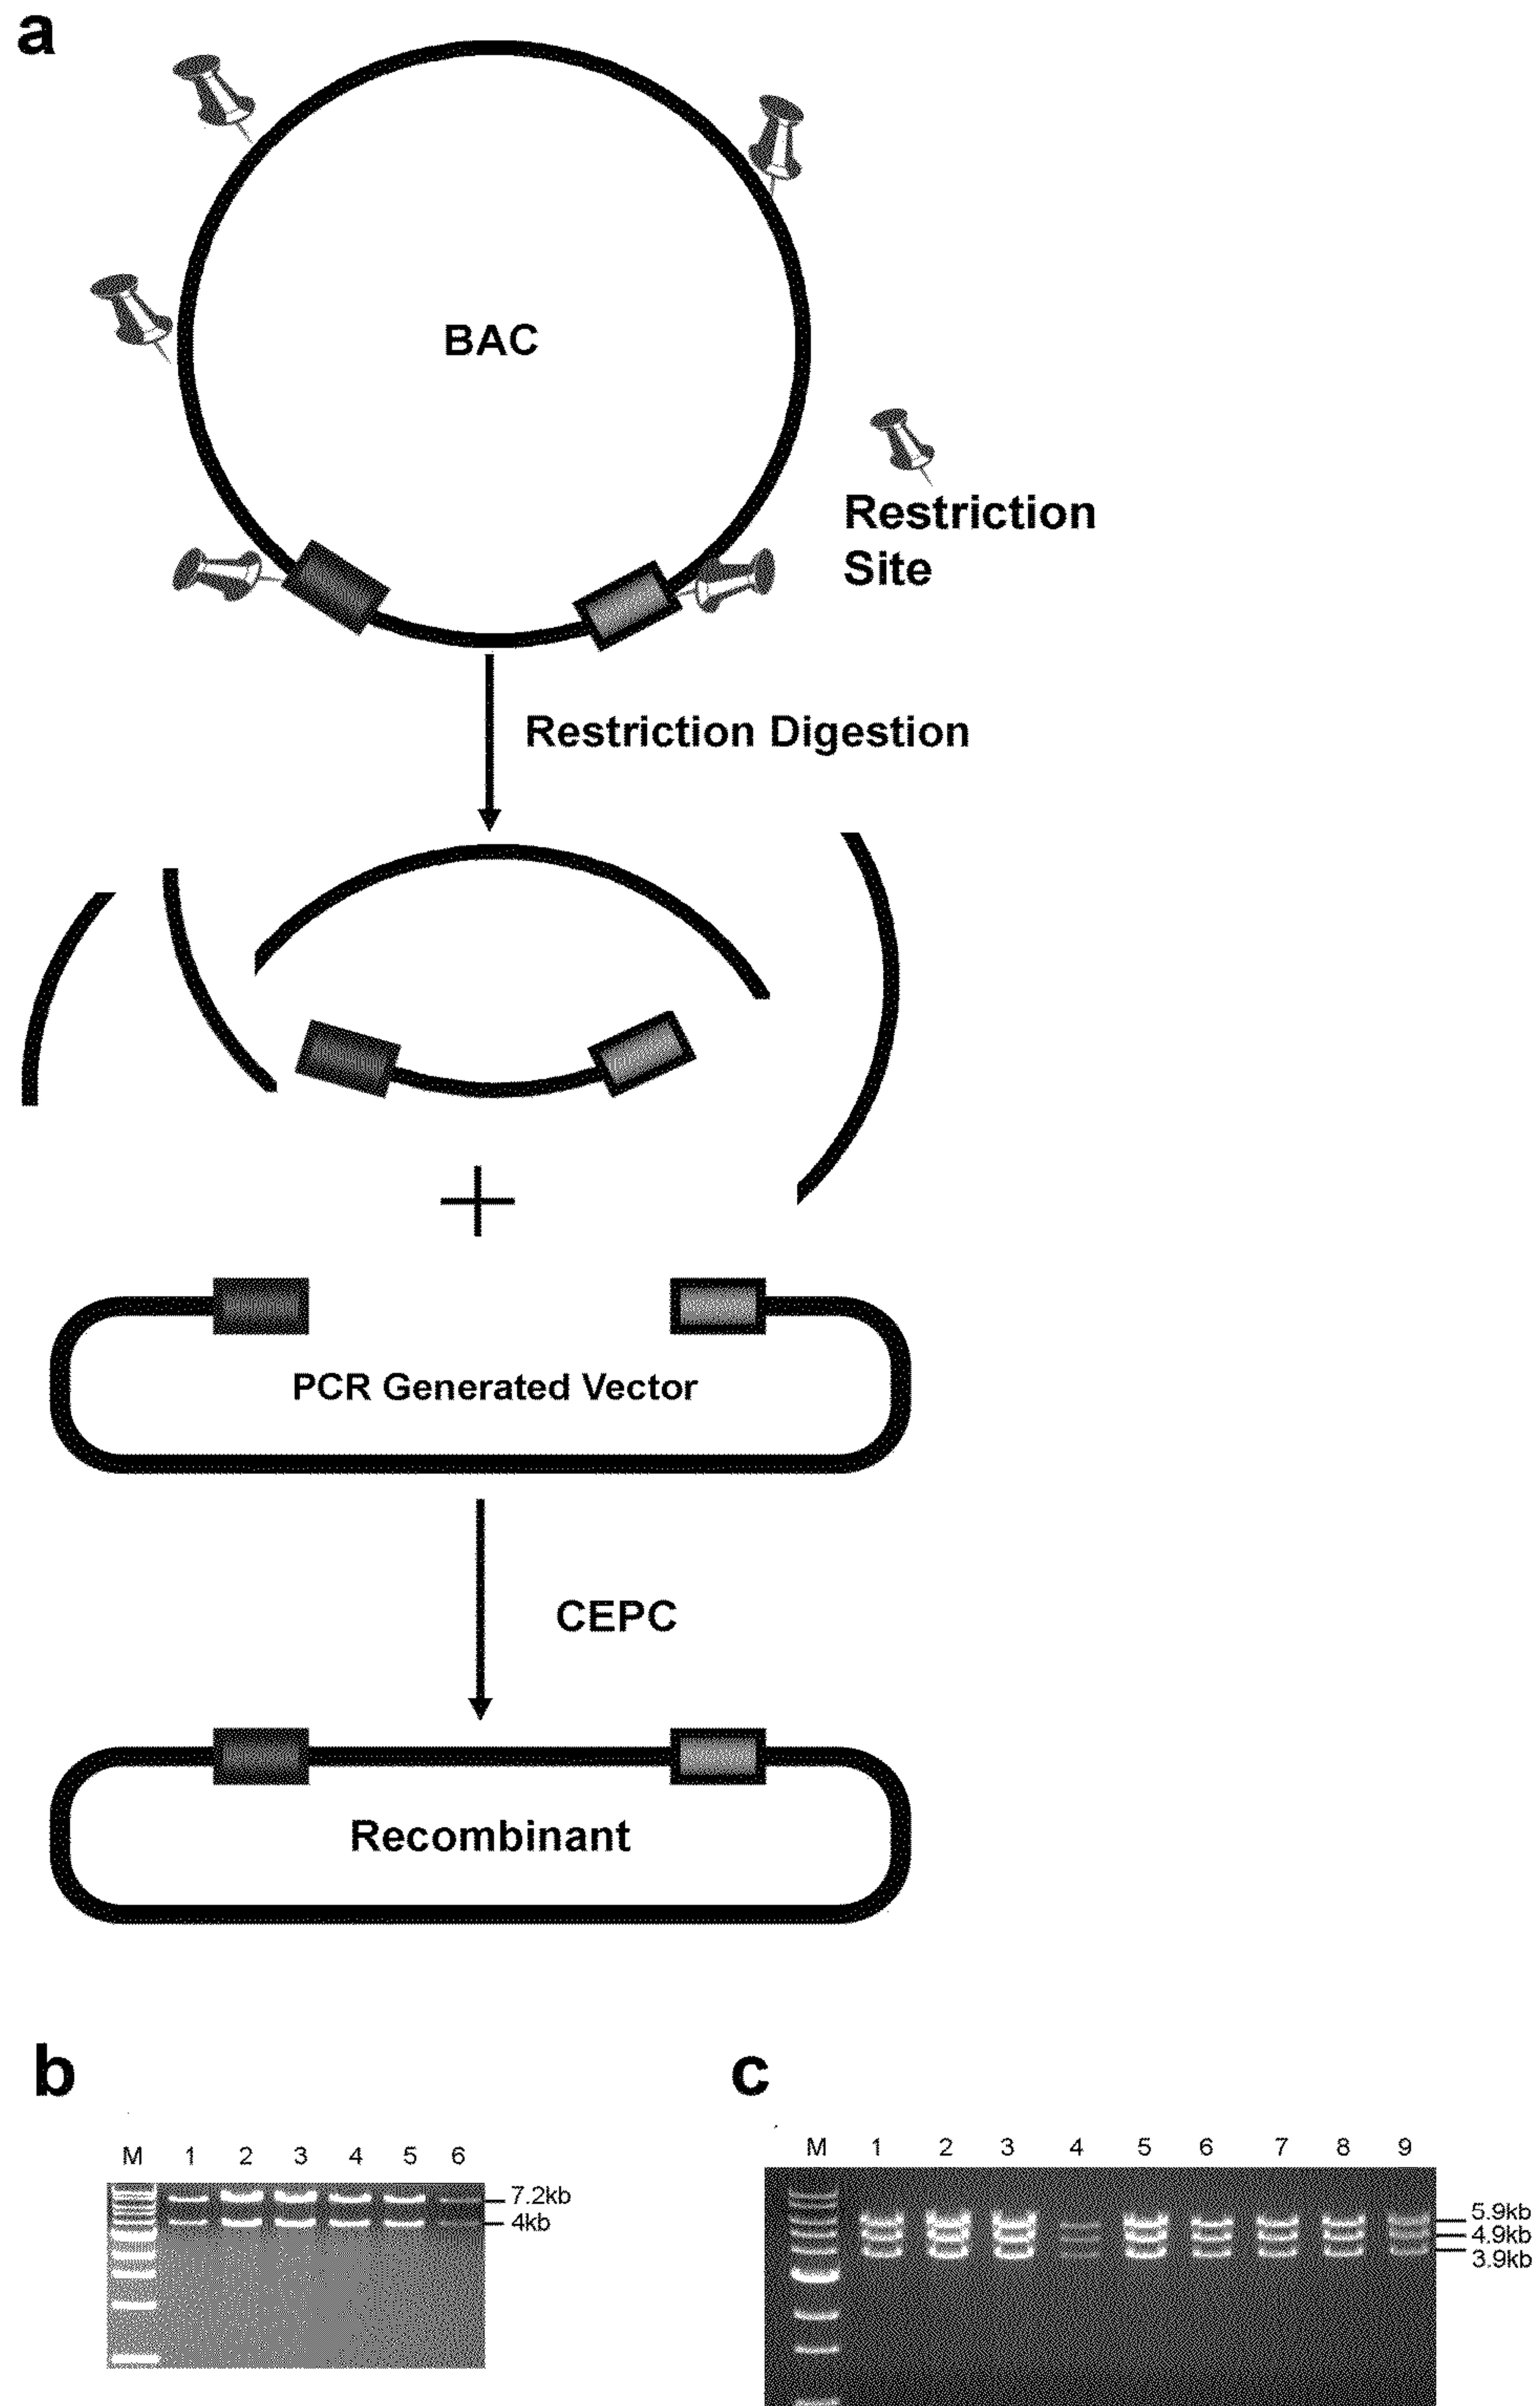 a
BAC
Restriction
Site
Restriction Digestion
PCR Generated Vector
CEPC
Recombinant
b
M 1 2 3 4 5 6
7.2kb
4kb
c
M 1 2 3 4 5 6 7 8 9
5.9kb
4.9kb
3.9kb